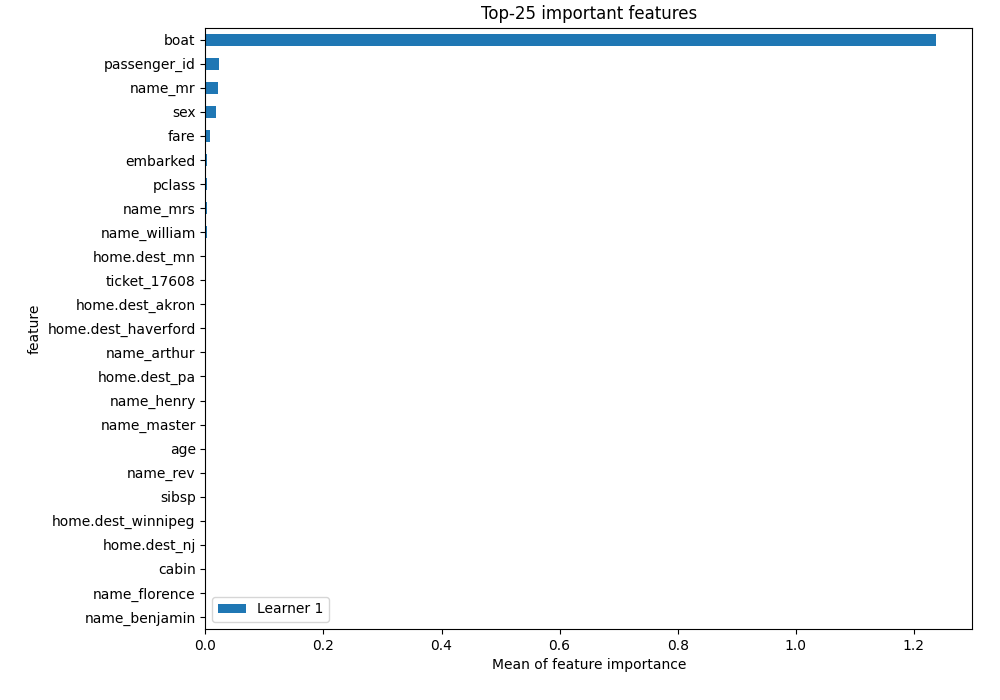 Top-25 important features
boat
passenger_id
name_mr
sex
fare
embarked
pclass
name_mrs
name_william
home.dest_mn
ticket_17608
home.dest_akron
home.dest_haverford
name_arthur
home.dest_pa
name_henry
name_master
age
name_rev
sibsp
home.dest_winnipeg
home.dest_nj
cabin
name_florence
name_benjamin
feature
Learner 1
0.0 0.2 0.4 0.6 0.8 1.0 1.2
Mean of feature importance